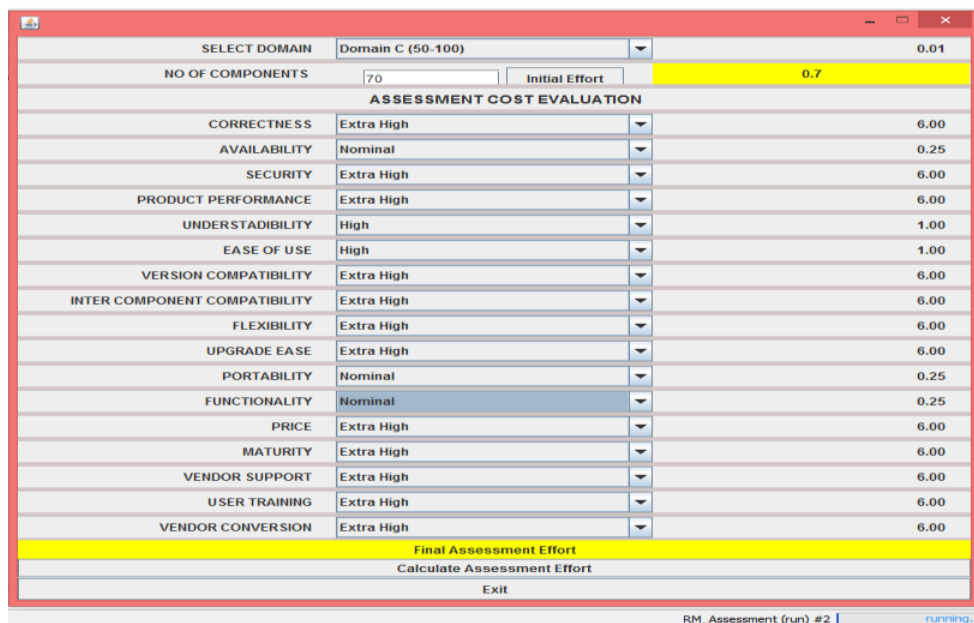 SELECT DOMAIN Domain C (50-100) 0.01
NO OF COMPONENTS 70 Initial Effort 0.7
ASSESSMENT COST EVALUATION
CORRECTNESS Extra High 6.00
AVAILABILITY Nominal 0.25
SECURITY Extra High 6.00
PRODUCT PERFORMANCE Extra High 6.00
UNDERSTADIBILITY High 1.00
EASE OF USE High 1.00
VERSION COMPATIBILITY Extra High 6.00
INTER COMPONENT COMPATIBILITY Extra High 6.00
FLEXIBILITY Extra High 6.00
UPGRADE EASE Extra High 6.00
PORTABILITY Nominal 0.25
FUNCTIONALITY Nominal 0.25
PRICE Extra High 6.00
MATURITY Extra High 6.00
VENDOR SUPPORT Extra High 6.00
USER TRAINING Extra High 6.00
VENDOR CONVERSION Extra High 6.00
Final Assessment Effort
Calculate Assessment Effort
Exit
RM_Assessment (run) #2 running.